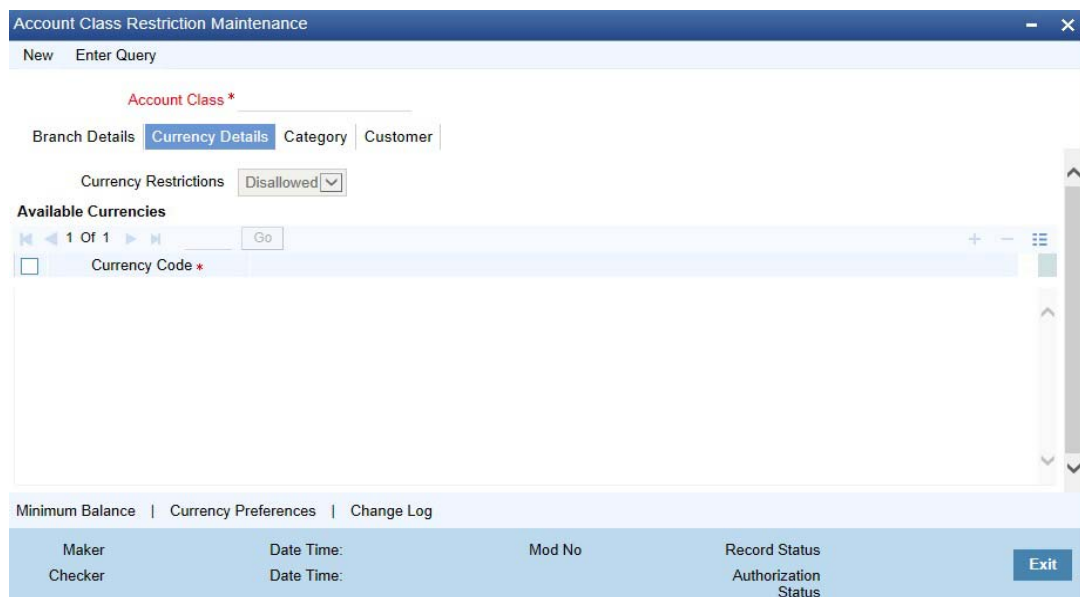 Account Class Restriction Maintenance
New Enter Query
Account Class *
Branch Details Currency Details Category Customer
Currency Restrictions Disallowed
Available Currencies
1 Of 1 Go
Currency Code *
Minimum Balance | Currency Preferences | Change Log
Maker Date Time: Mod No Record Status
Checker Date Time: Authorization
Status
Exit